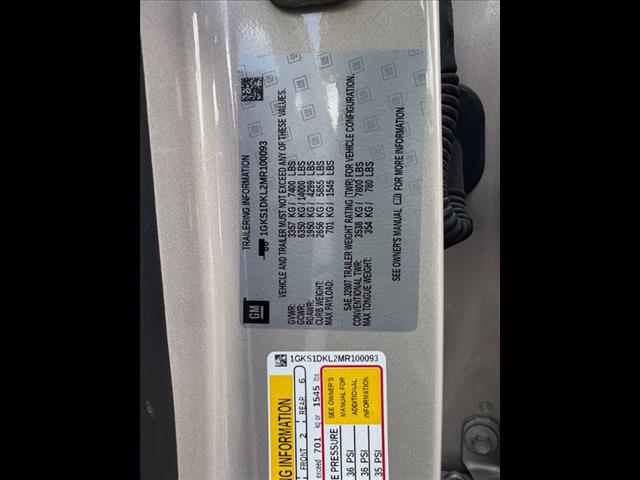 TRAILERING INFORMATION
1GKS1DKL2MR100093
VEHICLE AND TRAILER MUST NOT EXCEED ANY OF THESE VALUES.
GVWR: 3357 KG / 7400 LBS
GCWR: 6350 KG / 14000 LBS
RGAWR: 1950 KG / 4299 LBS
CURB WEIGHT: 2656 KG / 5855 LBS
MAX PAYLOAD: 701 KG / 1545 LBS
SAE J2807 TRAILER WEIGHT RATING (TWR) FOR VEHICLE CONFIGURATION.
CONVENTIONAL TWR: 3538 KG / 7800 LBS
MAX TONGUE WEIGHT: 354 KG / 780 LBS
SEE OWNER'S MANUAL FOR MORE INFORMATION
GM
1GKS1DKL2MR100093
NG INFORMATION
FRONT 2 REAR 6
exceed 701 kg or 1545 lbs
SEE OWNER'S
MANUAL FOR
ADDITIONAL
INFORMATION
E PRESSURE
36 PSI
36 PSI
35 PSI